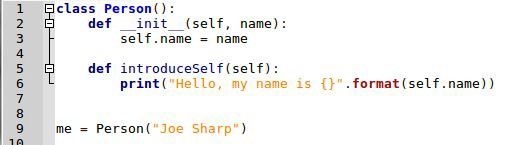 1 class Person():
2     def __init__(self, name):
3         self.name = name
4
5     def introduceSelf(self):
6         print("Hello, my name is {}".format(self.name))
7
8
9 me = Person("Joe Sharp")
10